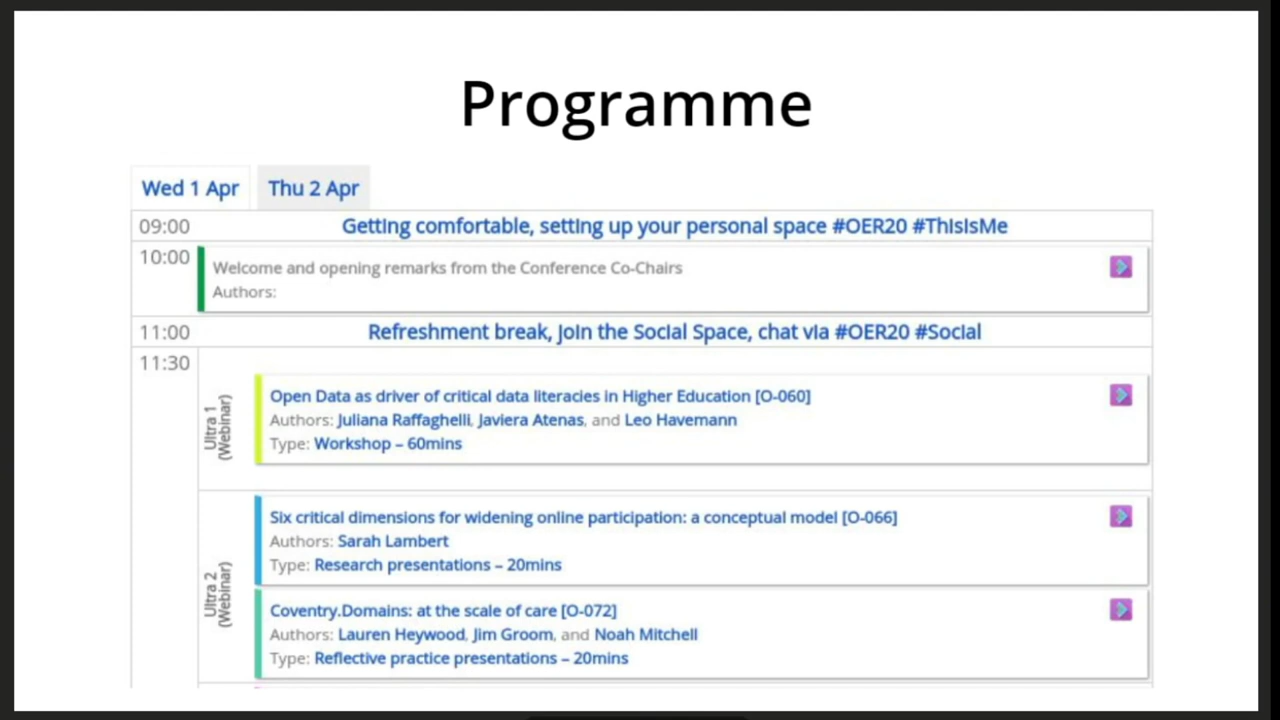 Programme
Wed 1 Apr
Thu 2 Apr
09:00
Getting comfortable, setting up your personal space #OER20 #ThisIsMe
10:00
Welcome and opening remarks from the Conference Co-Chairs
Authors:
11:00
Refreshment break, join the Social Space, chat via #OER20 #Social
11:30
Ultra 1
(Webinar)
Open Data as driver of critical data literacies in Higher Education [O-060]
Authors: Juliana Raffaghelli, Javiera Atenas, and Leo Havemann
Type: Workshop – 60mins
Ultra 2
(Webinar)
Six critical dimensions for widening online participation: a conceptual model [O-066]
Authors: Sarah Lambert
Type: Research presentations – 20mins
Coventry.Domains: at the scale of care [O-072]
Authors: Lauren Heywood, Jim Groom, and Noah Mitchell
Type: Reflective practice presentations – 20mins